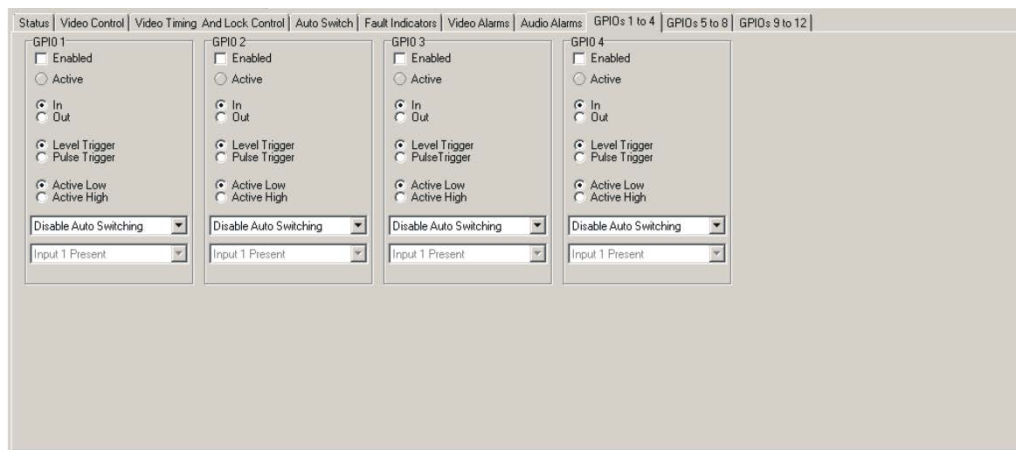 Status Video Control Video Timing And Lock Control Auto Switch Fault Indicators Video Alarms Audio Alarms GPIOs 1 to 4 GPIOs 5 to 8 GPIOs 9 to 12
GPIO 1
Enabled
Active
In
Out
Level Trigger
Pulse Trigger
Active Low
Active High
Disable Auto Switching
Input 1 Present
GPIO 2
Enabled
Active
In
Out
Level Trigger
Pulse Trigger
Active Low
Active High
Disable Auto Switching
Input 1 Present
GPIO 3
Enabled
Active
In
Out
Level Trigger
PulseTrigger
Active Low
Active High
Disable Auto Switching
Input 1 Present
GPIO 4
Enabled
Active
In
Out
Level Trigger
Pulse Trigger
Active Low
Active High
Disable Auto Switching
Input 1 Present